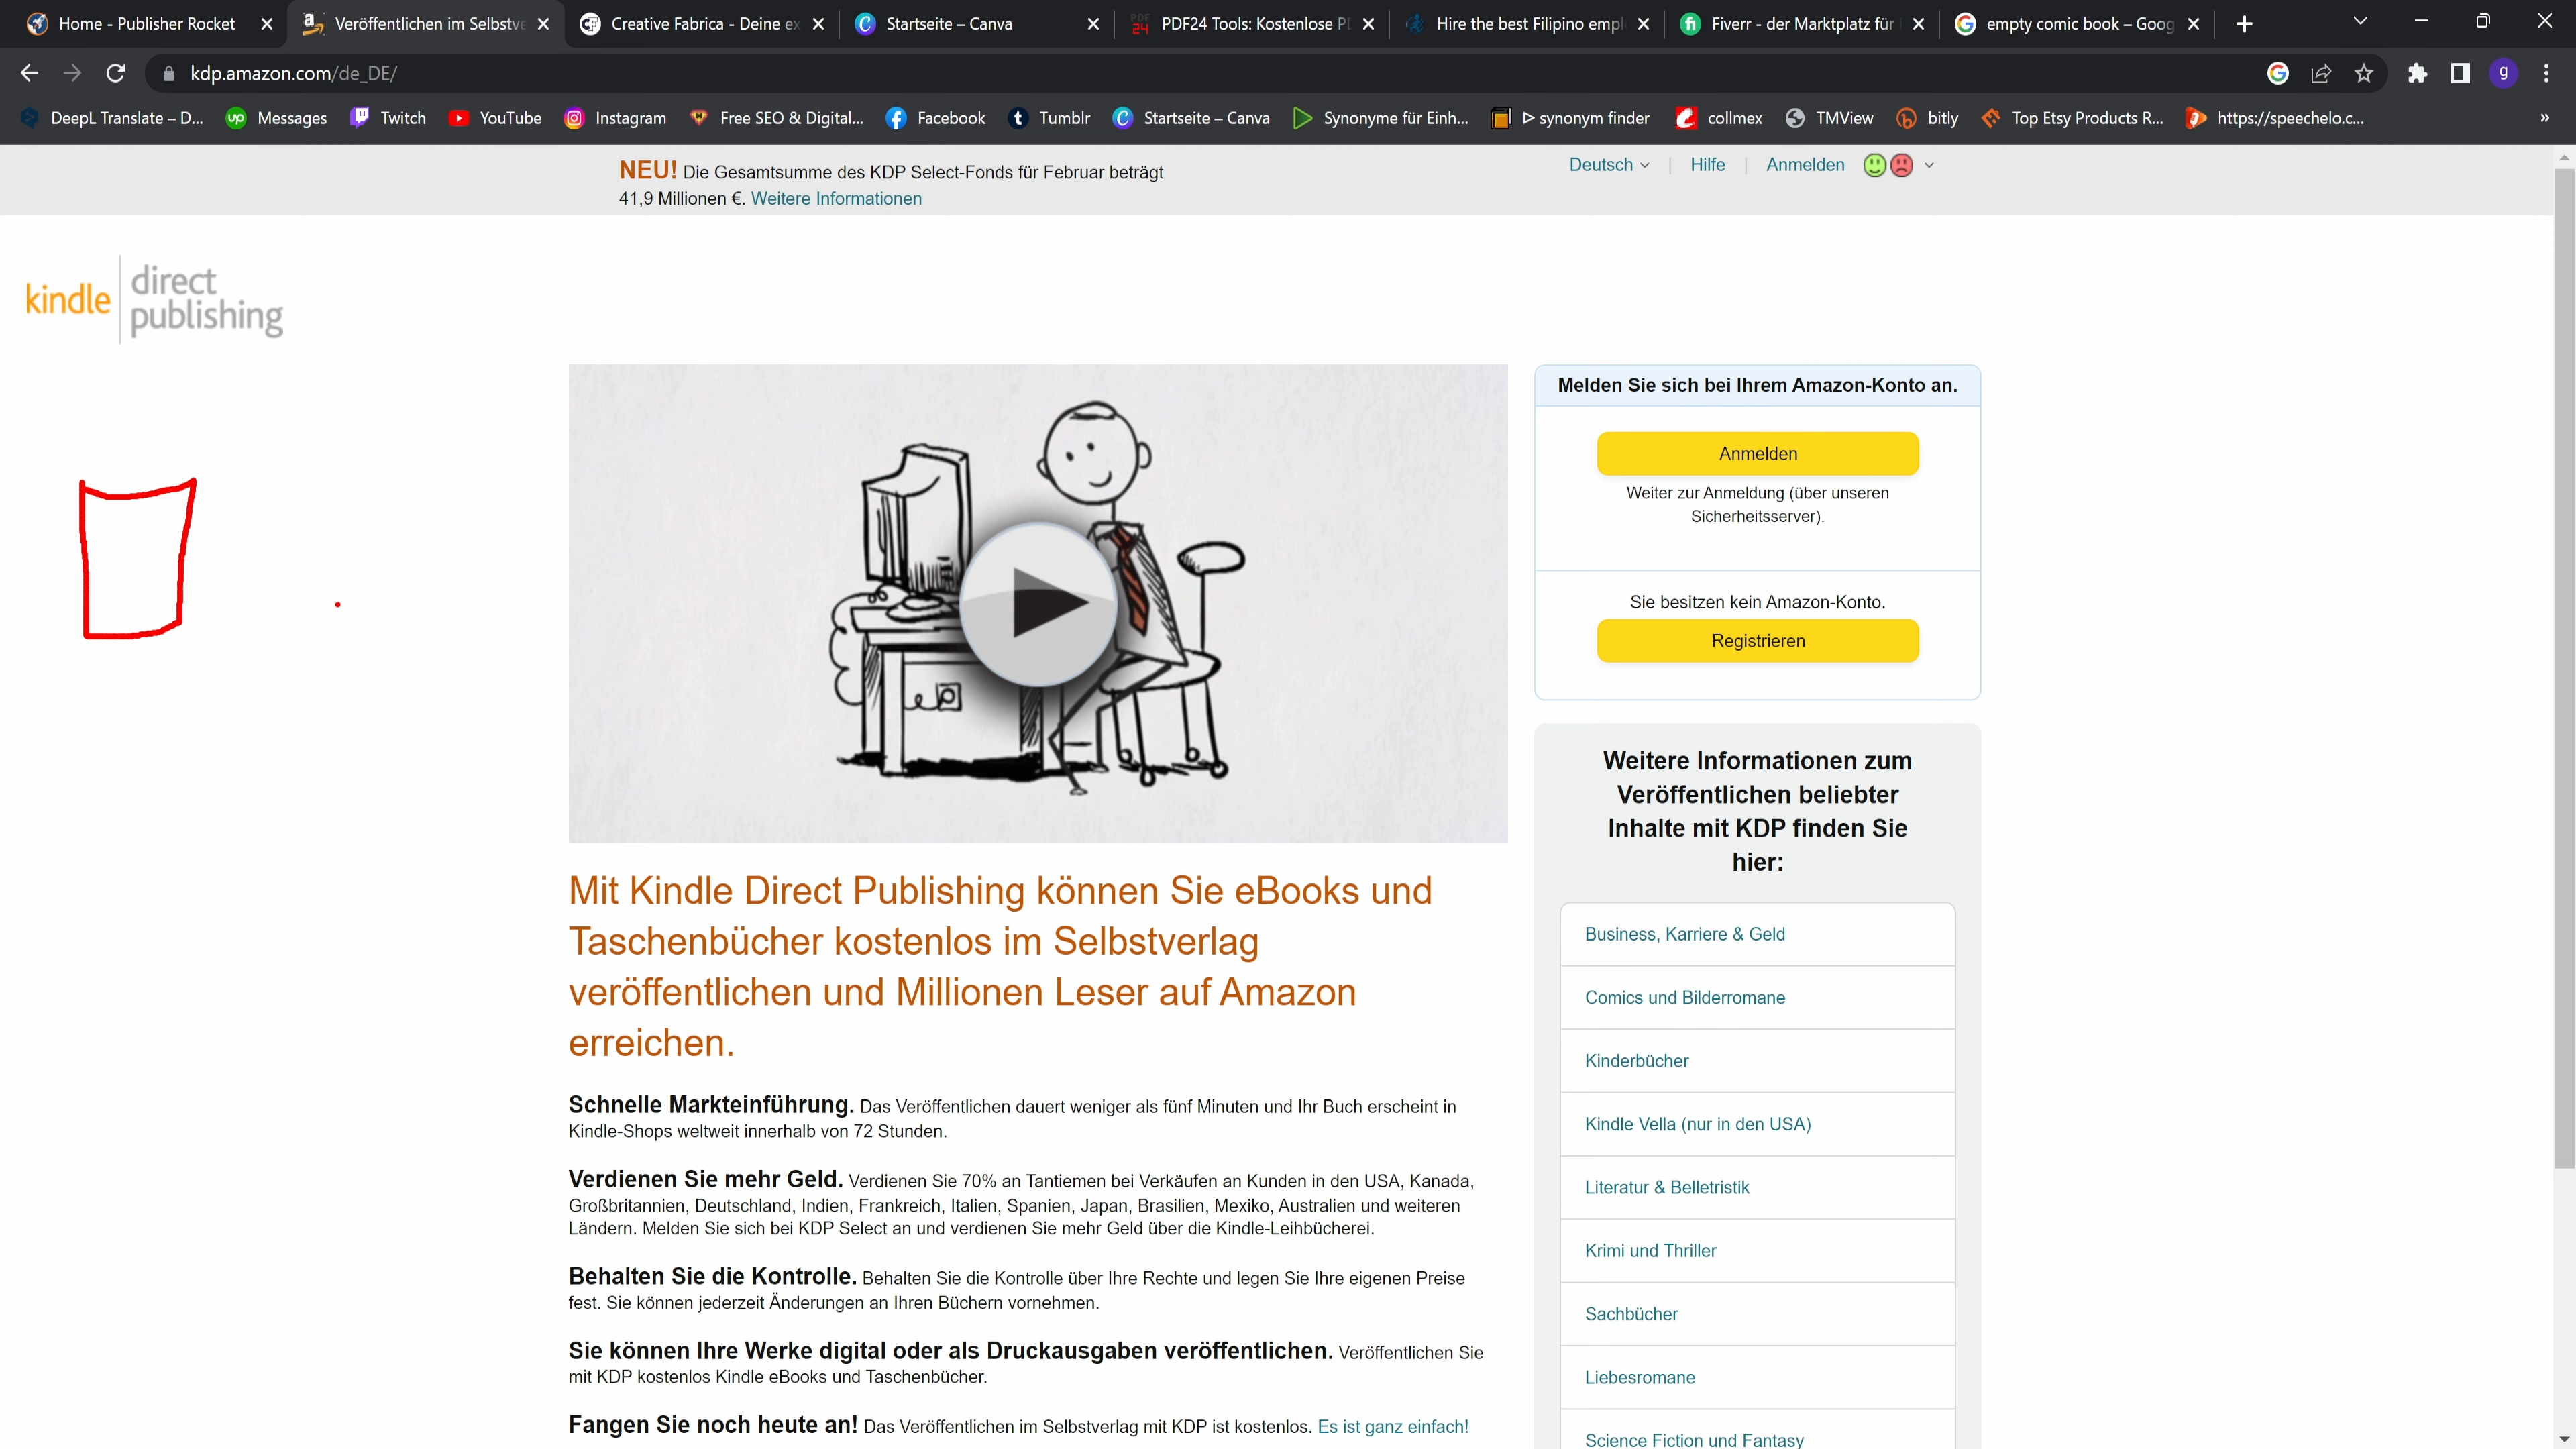 Home - Publisher Rocket
Veröffentlichen im Selbstve
Creative Fabrica - Deine ex
Startseite – Canva
PDF24 Tools: Kostenlose PD
Hire the best Filipino empl
Fiverr - der Marktplatz für
empty comic book – Goog
kdp.amazon.com/de_DE/
DeepL Translate – D...
Messages
Twitch
YouTube
Instagram
Free SEO & Digital...
Facebook
Tumblr
Startseite – Canva
Synonyme für Einh...
ᐅ synonym finder
collmex
TMView
bitly
Top Etsy Products R...
https://speechelo.c...
NEU! Die Gesamtsumme des KDP Select-Fonds für Februar beträgt
41,9 Millionen €. Weitere Informationen
Deutsch
Hilfe
Anmelden
kindle direct
publishing
Melden Sie sich bei Ihrem Amazon-Konto an.
Anmelden
Weiter zur Anmeldung (über unseren
Sicherheitsserver).
Sie besitzen kein Amazon-Konto.
Registrieren
Mit Kindle Direct Publishing können Sie eBooks und
Taschenbücher kostenlos im Selbstverlag
veröffentlichen und Millionen Leser auf Amazon
erreichen.
Schnelle Markteinführung. Das Veröffentlichen dauert weniger als fünf Minuten und Ihr Buch erscheint in
Kindle-Shops weltweit innerhalb von 72 Stunden.
Verdienen Sie mehr Geld. Verdienen Sie 70% an Tantiemen bei Verkäufen an Kunden in den USA, Kanada,
Großbritannien, Deutschland, Indien, Frankreich, Italien, Spanien, Japan, Brasilien, Mexiko, Australien und weiteren
Ländern. Melden Sie sich bei KDP Select an und verdienen Sie mehr Geld über die Kindle-Leihbücherei.
Behalten Sie die Kontrolle. Behalten Sie die Kontrolle über Ihre Rechte und legen Sie Ihre eigenen Preise
fest. Sie können jederzeit Änderungen an Ihren Büchern vornehmen.
Sie können Ihre Werke digital oder als Druckausgaben veröffentlichen. Veröffentlichen Sie
mit KDP kostenlos Kindle eBooks und Taschenbücher.
Fangen Sie noch heute an! Das Veröffentlichen im Selbstverlag mit KDP ist kostenlos. Es ist ganz einfach!
Weitere Informationen zum
Veröffentlichen beliebter
Inhalte mit KDP finden Sie
hier:
Business, Karriere & Geld
Comics und Bilderromane
Kinderbücher
Kindle Vella (nur in den USA)
Literatur & Belletristik
Krimi und Thriller
Sachbücher
Liebesromane
Science Fiction und Fantasy